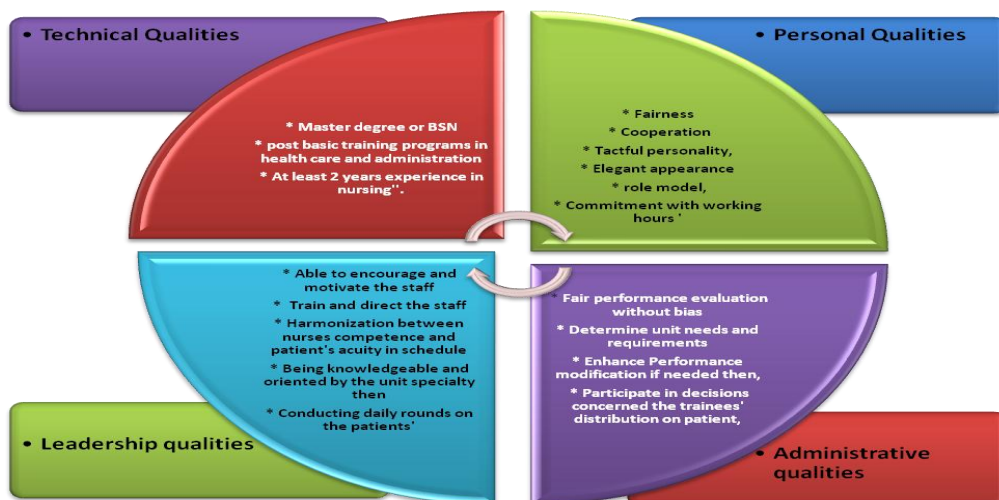 • Technical Qualities
* Master degree or BSN
* post basic training programs in
health care and administration
* At least 2 years experience in
nursing".
• Personal Qualities
* Fairness
* Cooperation
* Tactful personality,
* Elegant appearance
* role model,
* Commitment with working
hours '
* Able to encourage and
motivate the staff
* Train and direct the staff
* Harmonization between
nurses competence and
patient's acuity in schedule
* Being knowledgeable and
oriented by the unit specialty
then
* Conducting daily rounds on
the patients'
• Leadership qualities
* Fair performance evaluation
without bias
* Determine unit needs and
requirements
* Enhance Performance
modification if needed then,
* Participate in decisions
concerned the trainees'
distribution on patient,
• Administrative
qualities